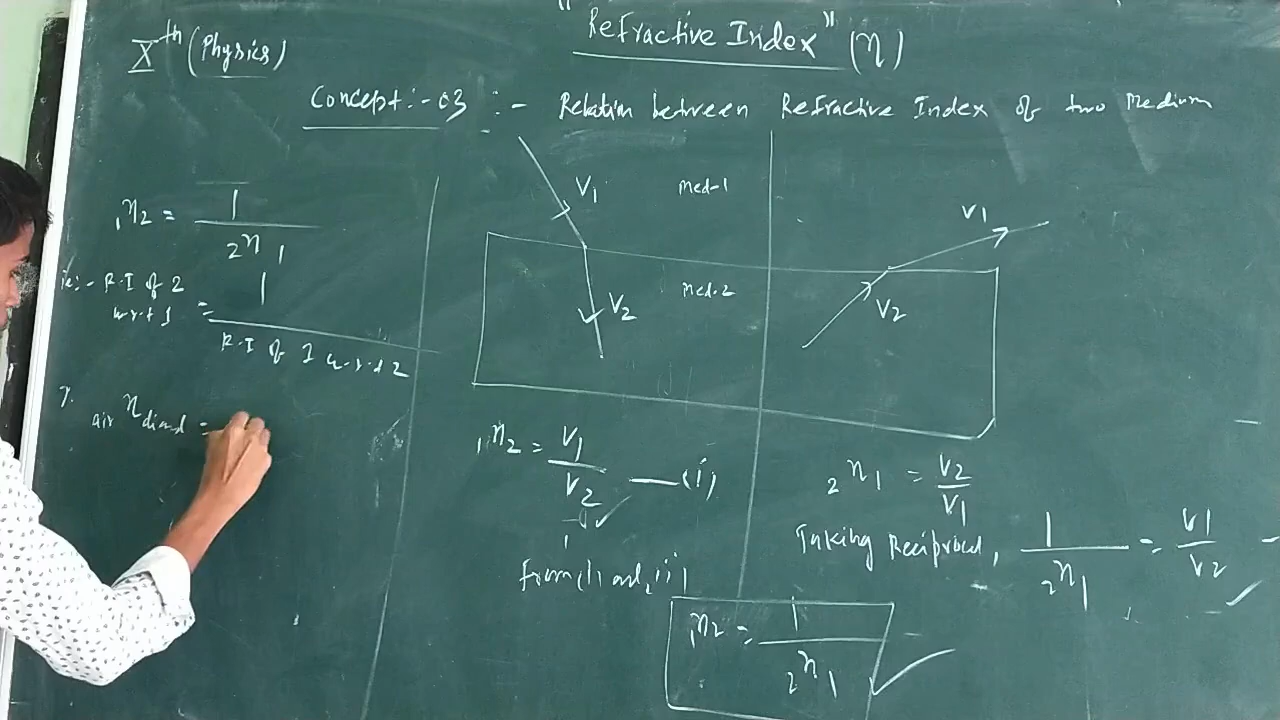 Xth (Physics)
"Refractive Index" (η)
Concept:-03 :- Relation between Refractive Index of two Medium
₁η₂ = 1/₂η₁
ie:- R.I of 2 w.r.t 1 = 1/R.I of 1 w.r.t 2
air η diamd =
V1
Med-1
Med-2
V2
V1
V2
₁η₂ = V1/V2 —(i)
from (i) and (ii)
₂η₁ = V2/V1
Taking Reciprocal, 1/₂η₁ = V1/V2 -
₁η₂ = 1/₂η₁